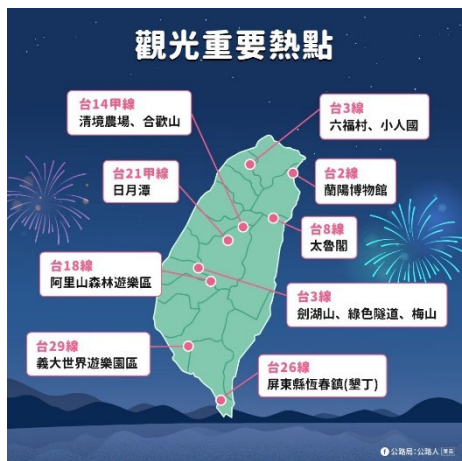 觀光重要熱點
台14甲線
清境農場、合歡山
台3線
六福村、小人國
台21甲線
日月潭
台2線
蘭陽博物館
台8線
太魯閣
台18線
阿里山森林遊樂區
台3線
劍湖山、綠色隧道、梅山
台29線
義大世界遊樂園區
台26線
屏東縣恆春鎮(墾丁)
公路局:公路人